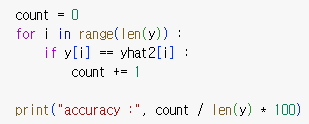 count = 0
for i in range(len(y)) :
    if y[i] == yhat2[i] :
        count += 1

print("accuracy :", count / len(y) * 100)